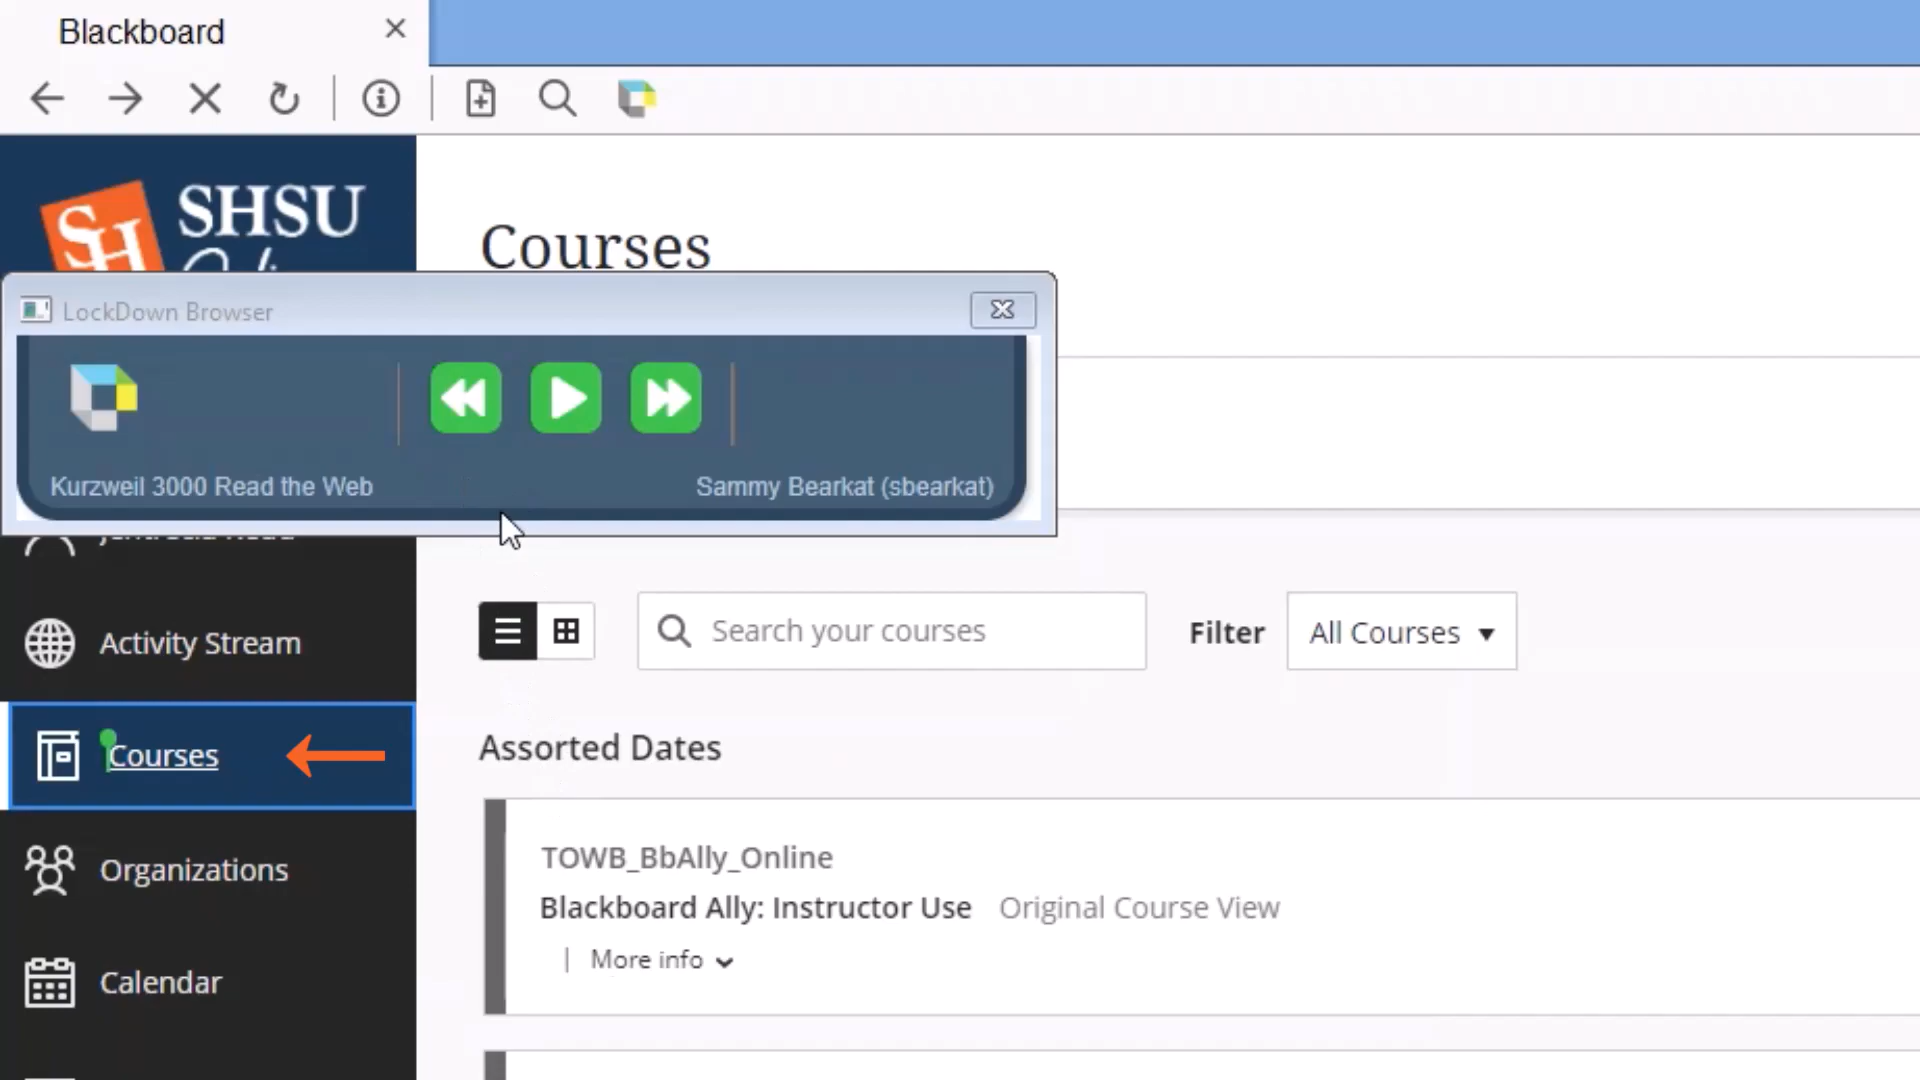 Blackboard
SH SHSU
Courses
LockDown Browser
Kurzweil 3000 Read the Web
Sammy Bearkat (sbearkat)
Activity Stream
Search your courses
Filter
All Courses
Assorted Dates
Courses
TOWB_BbAlly_Online
Organizations
Blackboard Ally: Instructor Use Original Course View
More info
Calendar